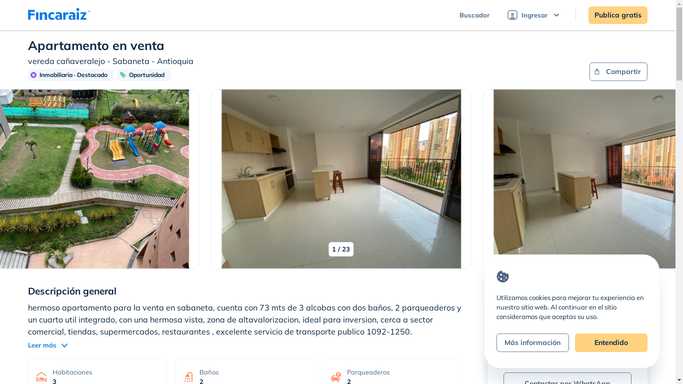 Fincaraiz
Buscador
Ingresar
Publica gratis
Apartamento en venta
vereda cañaveralejo - Sabaneta - Antioquia
Inmobiliaria - Destacado
Oportunidad
Compartir
1 / 23
Descripción general
hermoso apartamento para la venta en sabaneta, cuenta con 73 mts de 3 alcobas con dos baños, 2 parqueaderos y
un cuarto util integrado, con una hermosa vista, zona de altavalorizacion, ideal para inversion, cerca a sector
comercial, tiendas, supermercados, restaurantes , excelente servicio de transporte publico 1092-1250.
Leer más
Habitaciones
3
Baños
2
Parqueaderos
2
Utilizamos cookies para mejorar tu experiencia en
nuestro sitio web. Al continuar en el sitio
consideramos que aceptas su uso.
Más información
Entendido
Contactar por WhatsApp